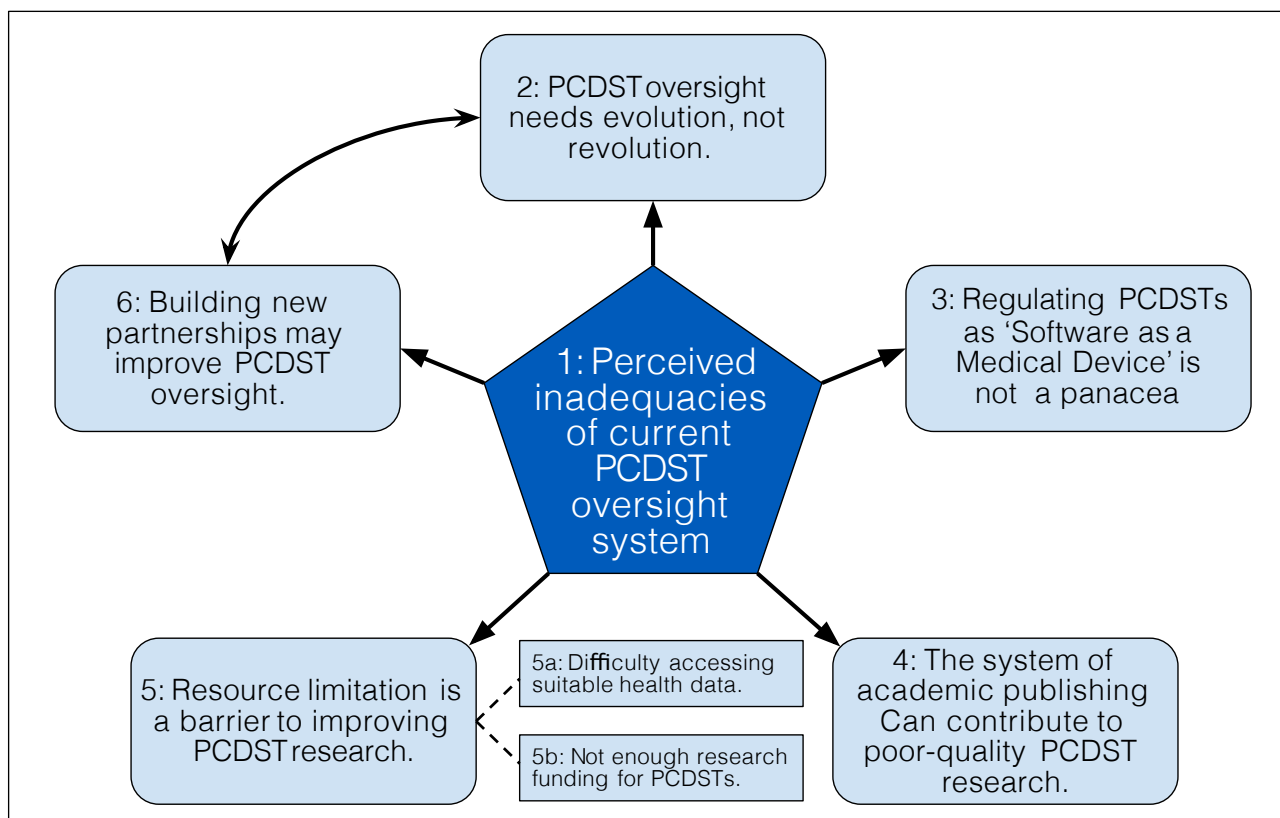 2: PCDST oversight
needs evolution, not
revolution.
6: Building new
partnerships may
improve PCDST
oversight.
3: Regulating PCDSTs
as ‘Software as a
Medical Device’ is
not a panacea
1: Perceived
inadequacies
of current
PCDST
oversight
system
5: Resource limitation is
a barrier to improving
PCDST research.
5a: Difficulty accessing
suitable health data.
5b: Not enough research
funding for PCDSTs.
4: The system of
academic publishing
Can contribute to
poor-quality PCDST
research.